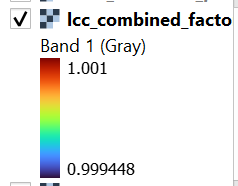 lcc_combined_facto
Band 1 (Gray)
1.001
0.999448